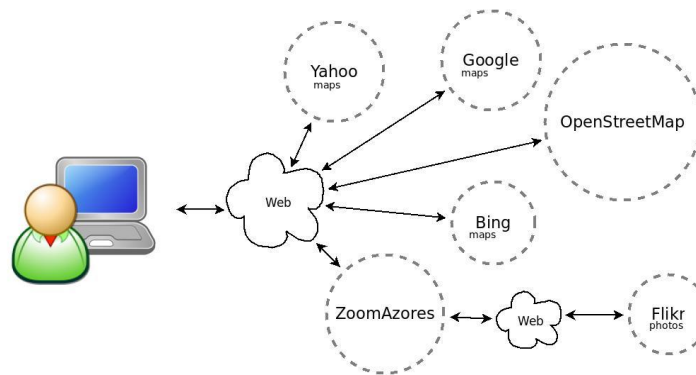 Yahoo
maps
Google
maps
OpenStreetMap
Web
Bing
maps
ZoomAzores
Web
Flikr
photos